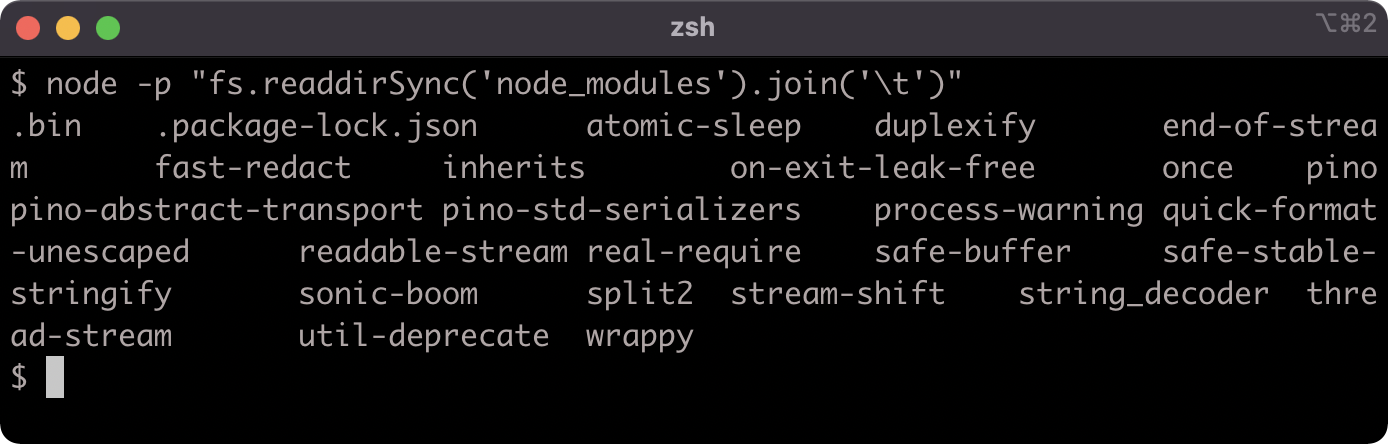 zsh
⌥⌘2
$ node -p "fs.readdirSync('node_modules').join('\t')"
.bin    .package-lock.json      atomic-sleep    duplexify       end-of-strea
m       fast-redact     inherits        on-exit-leak-free       once    pino
pino-abstract-transport pino-std-serializers    process-warning quick-format
-unescaped      readable-stream real-require    safe-buffer     safe-stable-
stringify       sonic-boom      split2  stream-shift    string_decoder  thre
ad-stream       util-deprecate  wrappy
$